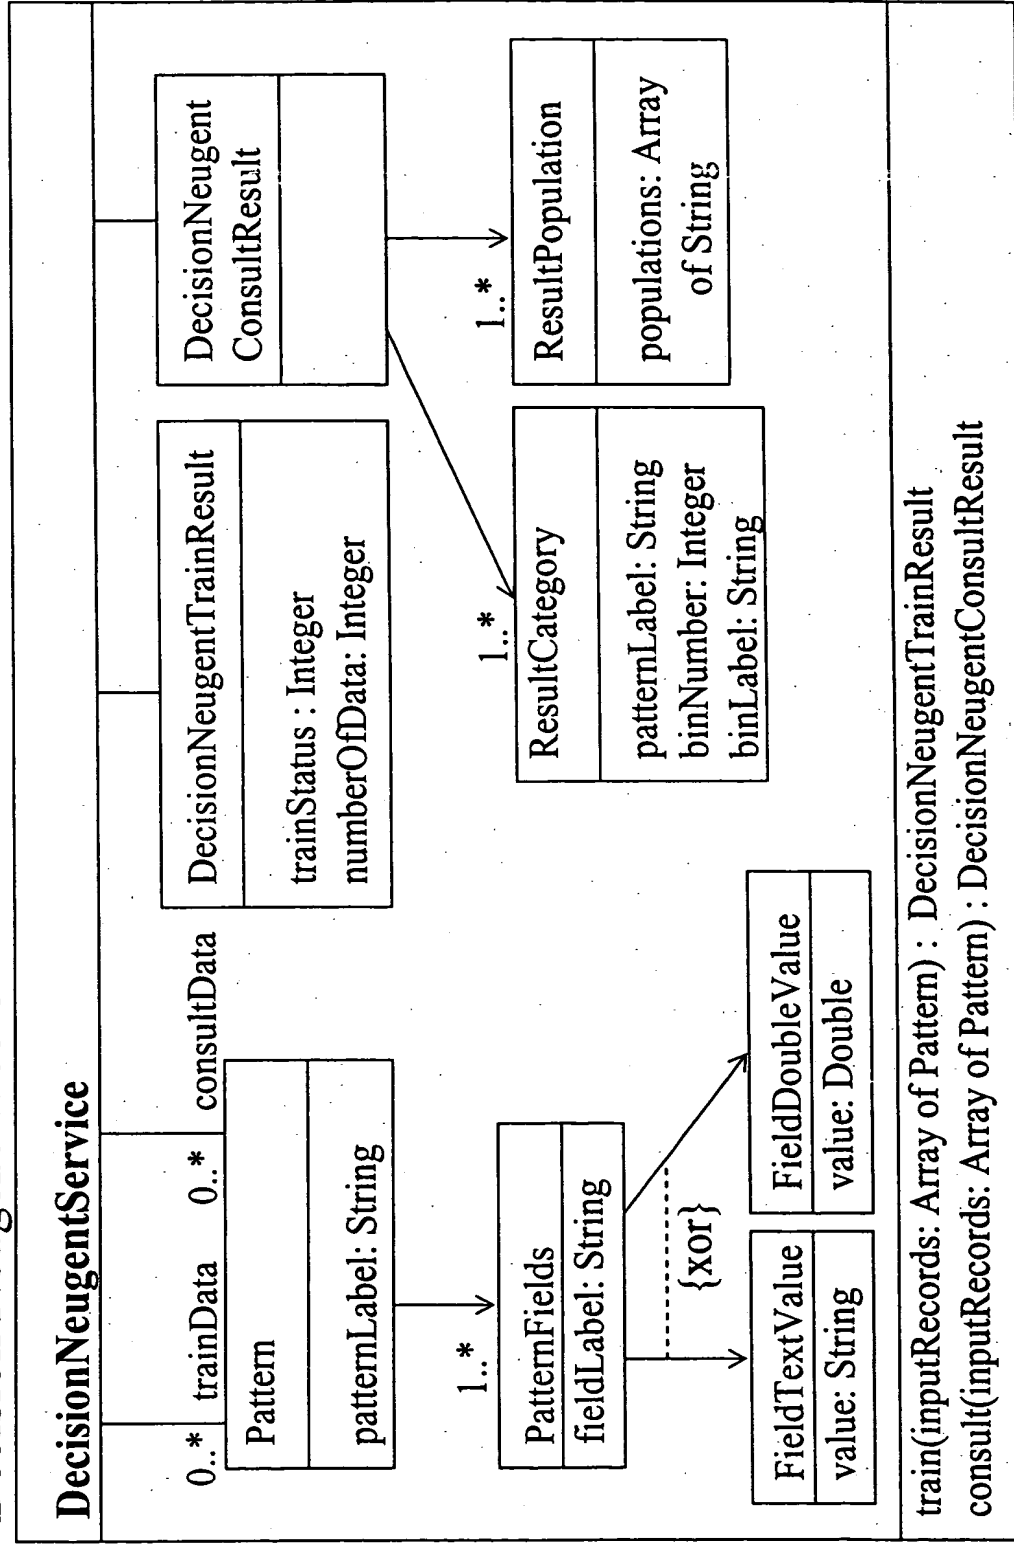 DecisionNeugentService
0..* trainData
0..* consultData
Pattern
patternLabel: String
1..*
PatternFields
fieldLabel: String
{xor}
FieldTextValue
value: String
FieldDoubleValue
value: Double
DecisionNeugentTrainResult
trainStatus : Integer
numberOfData: Integer
DecisionNeugent
ConsultResult
1..*
ResultCategory
patternLabel: String
binNumber: Integer
binLabel: String
1..*
ResultPopulation
populations: Array
of String
train(inputRecords: Array of Pattern) : DecisionNeugentTrainResult
consult(inputRecords: Array of Pattern) : DecisionNeugentConsultResult